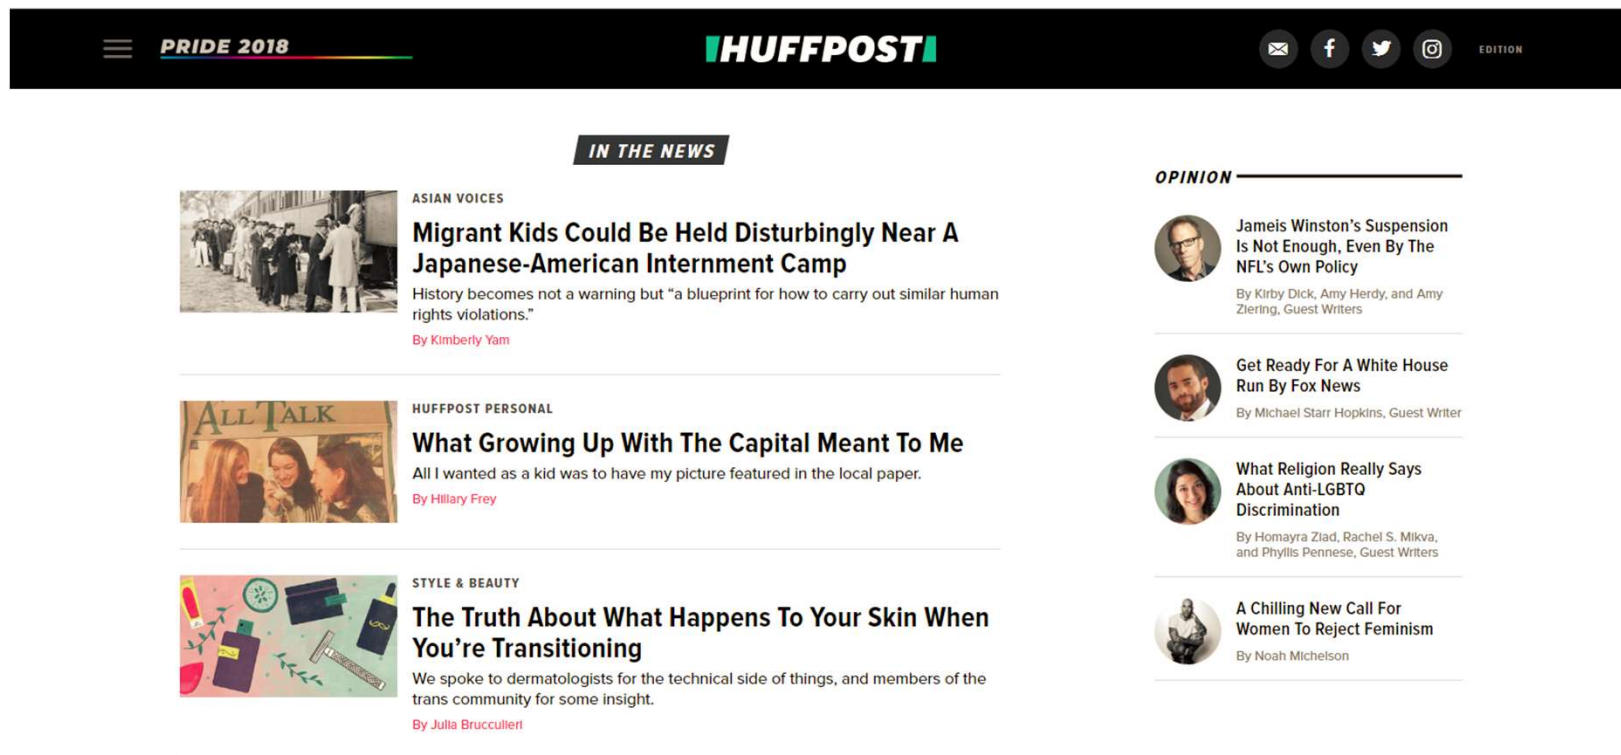 PRIDE 2018
HUFFPOST
EDITION
IN THE NEWS
ASIAN VOICES
Migrant Kids Could Be Held Disturbingly Near A
Japanese-American Internment Camp
History becomes not a warning but “a blueprint for how to carry out similar human
rights violations.”
By Kimberly Yam
ALL TALK
HUFFPOST PERSONAL
What Growing Up With The Capital Meant To Me
All I wanted as a kid was to have my picture featured in the local paper.
By Hillary Frey
STYLE & BEAUTY
The Truth About What Happens To Your Skin When
You’re Transitioning
We spoke to dermatologists for the technical side of things, and members of the
trans community for some insight.
By Julia Brucculieri
OPINION
Jameis Winston’s Suspension
Is Not Enough, Even By The
NFL’s Own Policy
By Kirby Dick, Amy Herdy, and Amy
Ziering, Guest Writers
Get Ready For A White House
Run By Fox News
By Michael Starr Hopkins, Guest Writer
What Religion Really Says
About Anti-LGBTQ
Discrimination
By Homayra Ziad, Rachel S. Mikva,
and Phyllis Pennese, Guest Writers
A Chilling New Call For
Women To Reject Feminism
By Noah Michelson